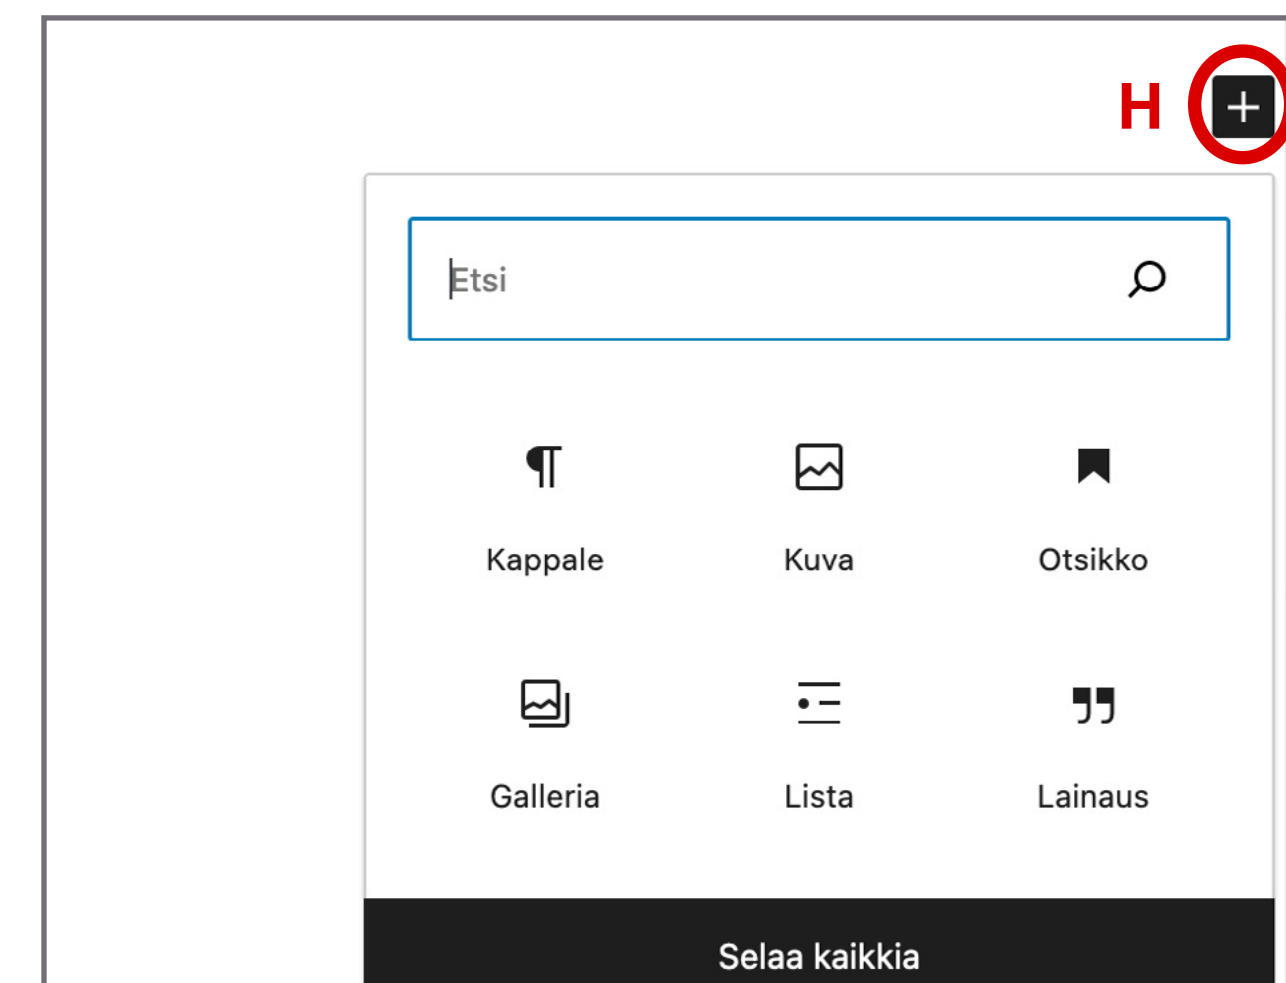 H
Etsi
Kappale Kuva Otsikko
Galleria Lista Lainaus
Selaa kaikkia